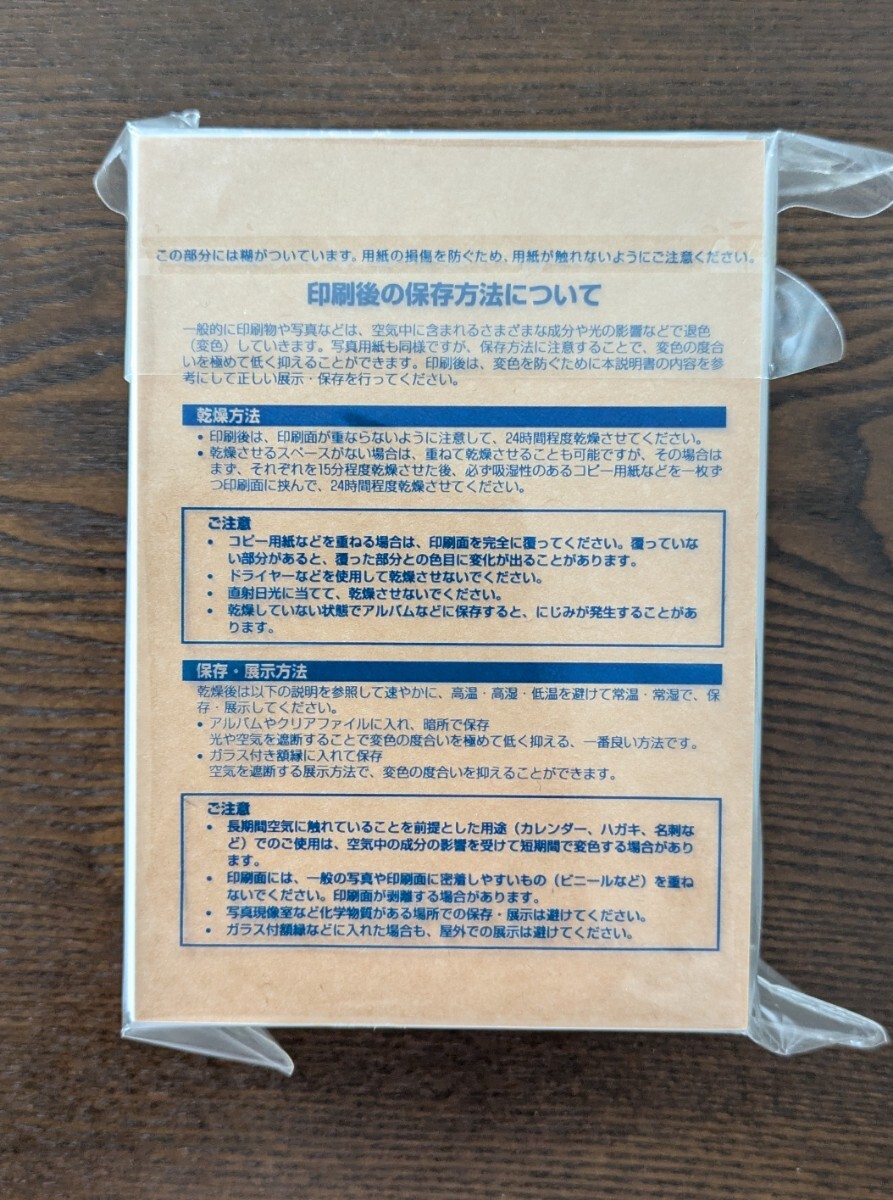 この部分には糊がついています。用紙の損傷を防ぐため、用紙が触れないようにご注意ください。
印刷後の保存方法について
一般的に印刷物や写真などは、空気中に含まれるさまざまな成分や光の影響などで退色
（変色）していきます。写真用紙も同様ですが、保存方法に注意することで、変色の度合
いを極めて低く抑えることができます。印刷後は、変色を防ぐために本説明書の内容を参
考にして正しい展示・保存を行ってください。
乾燥方法
• 印刷後は、印刷面が重ならないように注意して、24時間程度乾燥させてください。
• 乾燥させるスペースがない場合は、重ねて乾燥させることも可能ですが、その場合は
まず、それぞれを15分程度乾燥させた後、必ず吸湿性のあるコピー用紙などを一枚ず
つ印刷面に挟んで、24時間程度乾燥させてください。
ご注意
• コピー用紙などを重ねる場合は、印刷面を完全に覆ってください。覆っていな
い部分があると、覆った部分との色目に変化が出ることがあります。
• ドライヤーなどを使用して乾燥させないでください。
• 直射日光に当てて、乾燥させないでください。
• 乾燥していない状態でアルバムなどに保存すると、にじみが発生することがあ
ります。
保存・展示方法
乾燥後は以下の説明を参照して速やかに、高温・高湿・低温を避けて常温・常湿で、保
存・展示してください。
• アルバムやクリアファイルに入れ、暗所で保存
光や空気を遮断することで変色の度合いを極めて低く抑える、一番良い方法です。
• ガラス付き額縁に入れて保存
空気を遮断する展示方法で、変色の度合いを抑えることができます。
ご注意
• 長期間空気に触れていることを前提とした用途（カレンダー、ハガキ、名刺な
ど）でのご使用は、空気中の成分の影響を受けて短期間で変色する場合があり
ます。
• 印刷面には、一般の写真や印刷面に密着しやすいもの（ビニールなど）を重ね
ないでください。印刷面が剥離する場合があります。
• 写真現像室など化学物質がある場所での保存・展示は避けてください。
• ガラス付額縁などに入れた場合も、屋外での展示は避けてください。